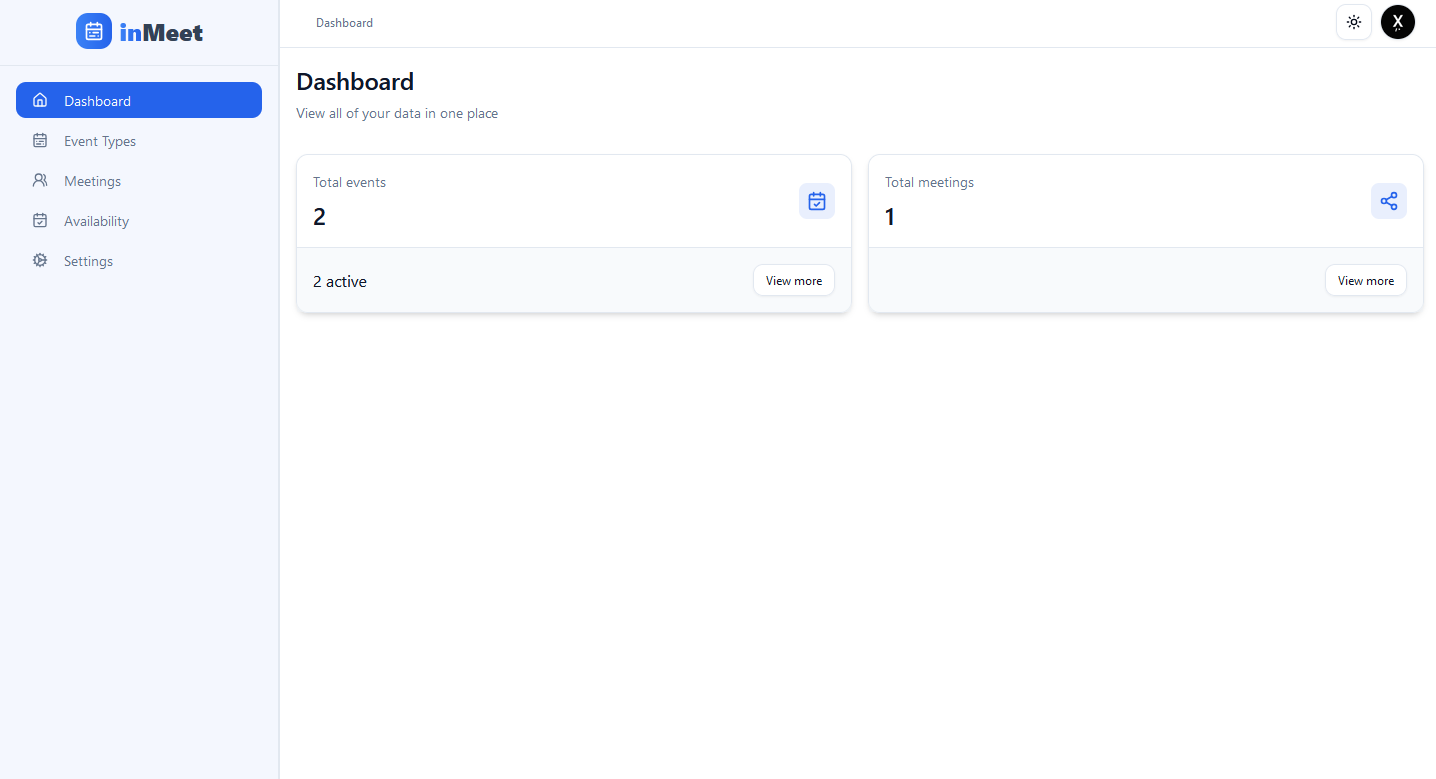 inMeet
Dashboard
Event Types
Meetings
Availability
Settings
Dashboard
X
Dashboard
View all of your data in one place
Total events
2
2 active
View more
Total meetings
1
View more